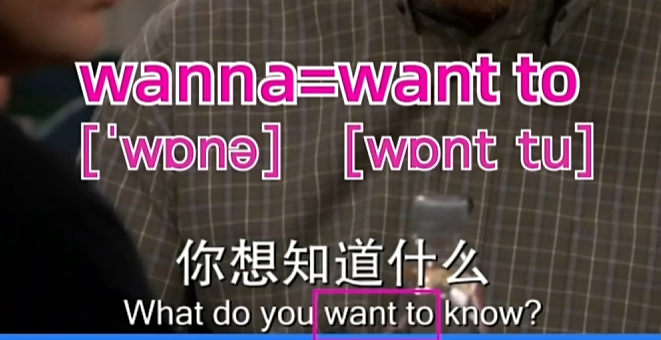 wanna=want to
[ˈwɒnə] [wɒnt tu]
你想知道什么
What do you want to know?